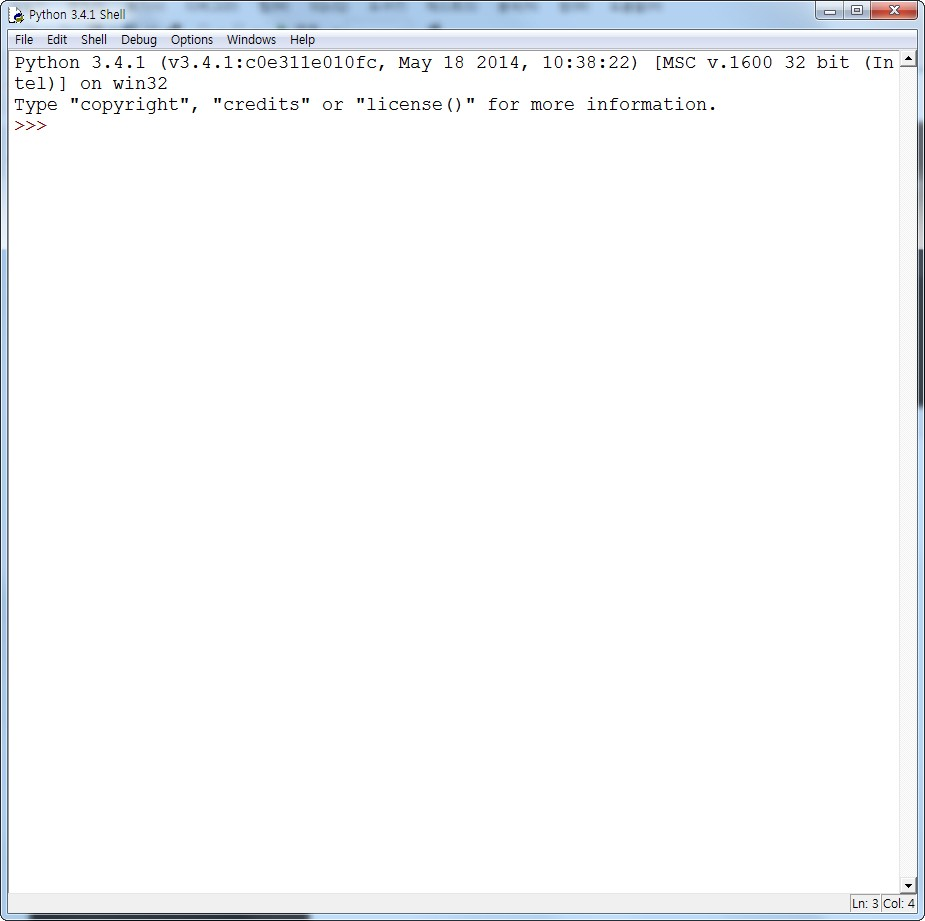 Python 3.4.1 Shell
File Edit Shell Debug Options Windows Help
Python 3.4.1 (v3.4.1:c0e311e010fc, May 18 2014, 10:38:22) [MSC v.1600 32 bit (In
tel)] on win32
Type "copyright", "credits" or "license()" for more information.
>>>
Ln: 3 Col: 4